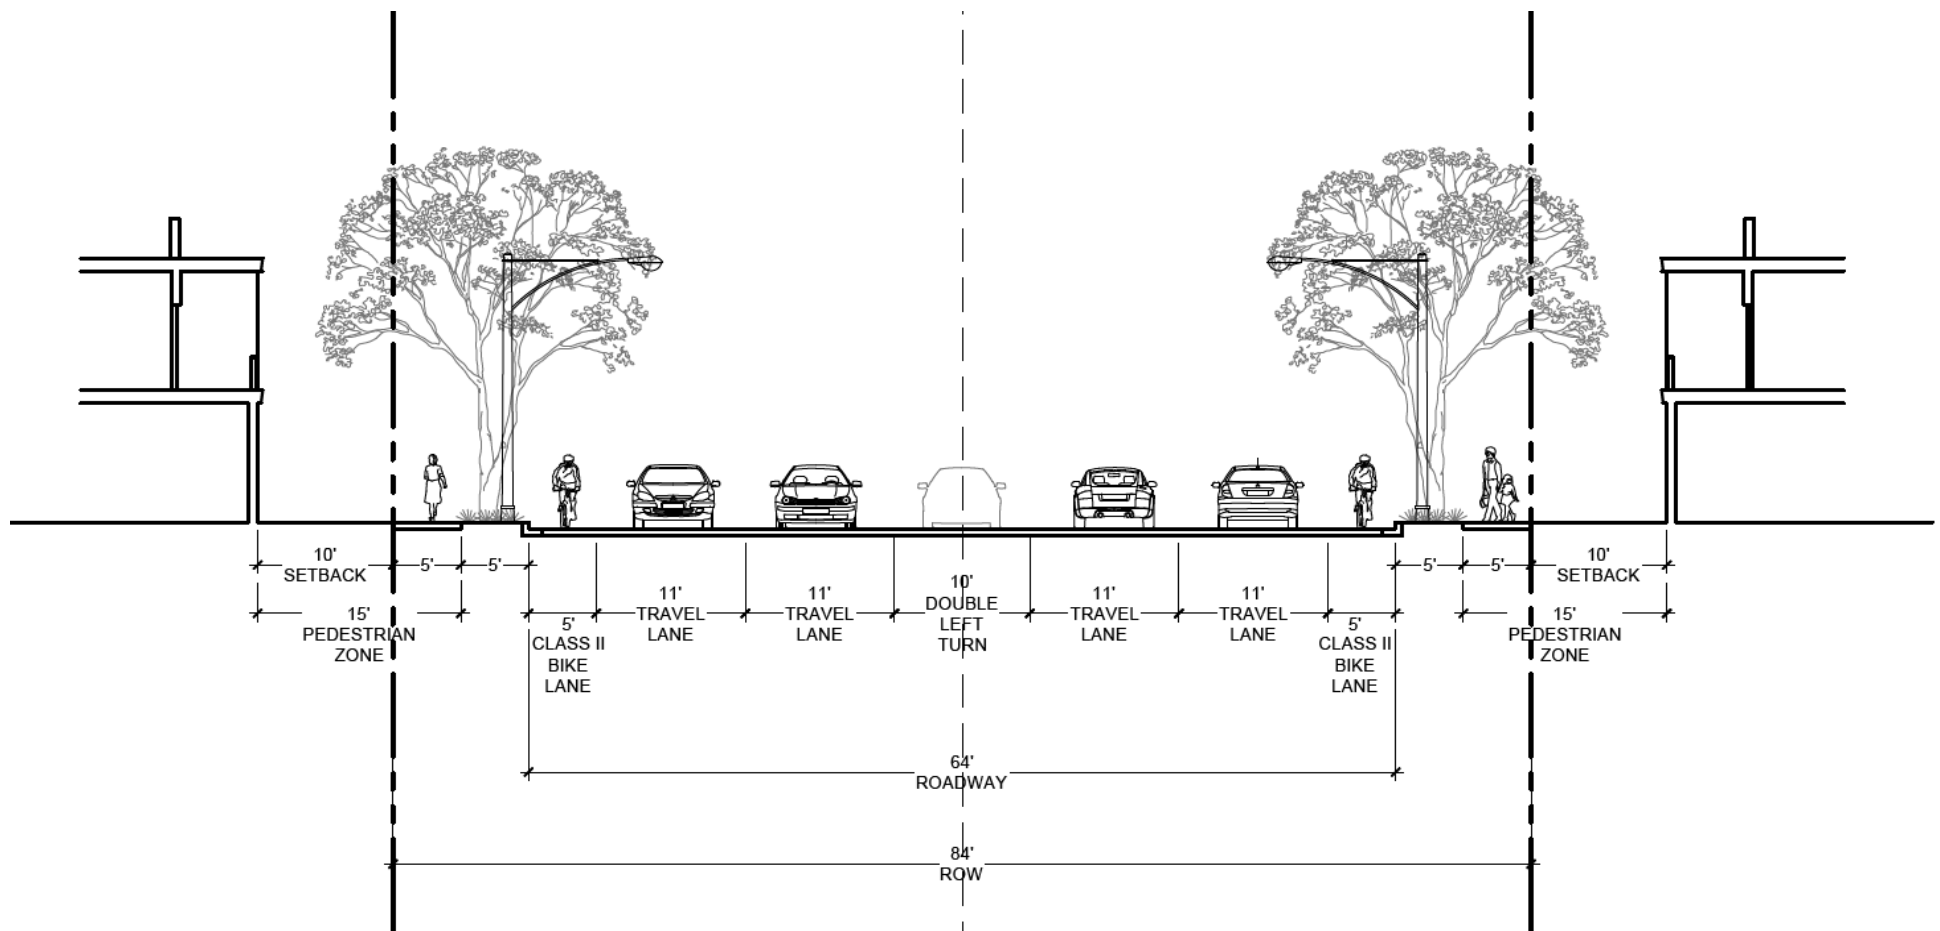 10'
SETBACK
5'
5'
15'
PEDESTRIAN
ZONE
5'
CLASS II
BIKE
LANE
11'
TRAVEL
LANE
11'
TRAVEL
LANE
10'
DOUBLE
LEFT
TURN
11'
TRAVEL
LANE
11'
TRAVEL
LANE
5'
CLASS II
BIKE
LANE
5'
5'
10'
SETBACK
15'
PEDESTRIAN
ZONE
64'
ROADWAY
84'
ROW